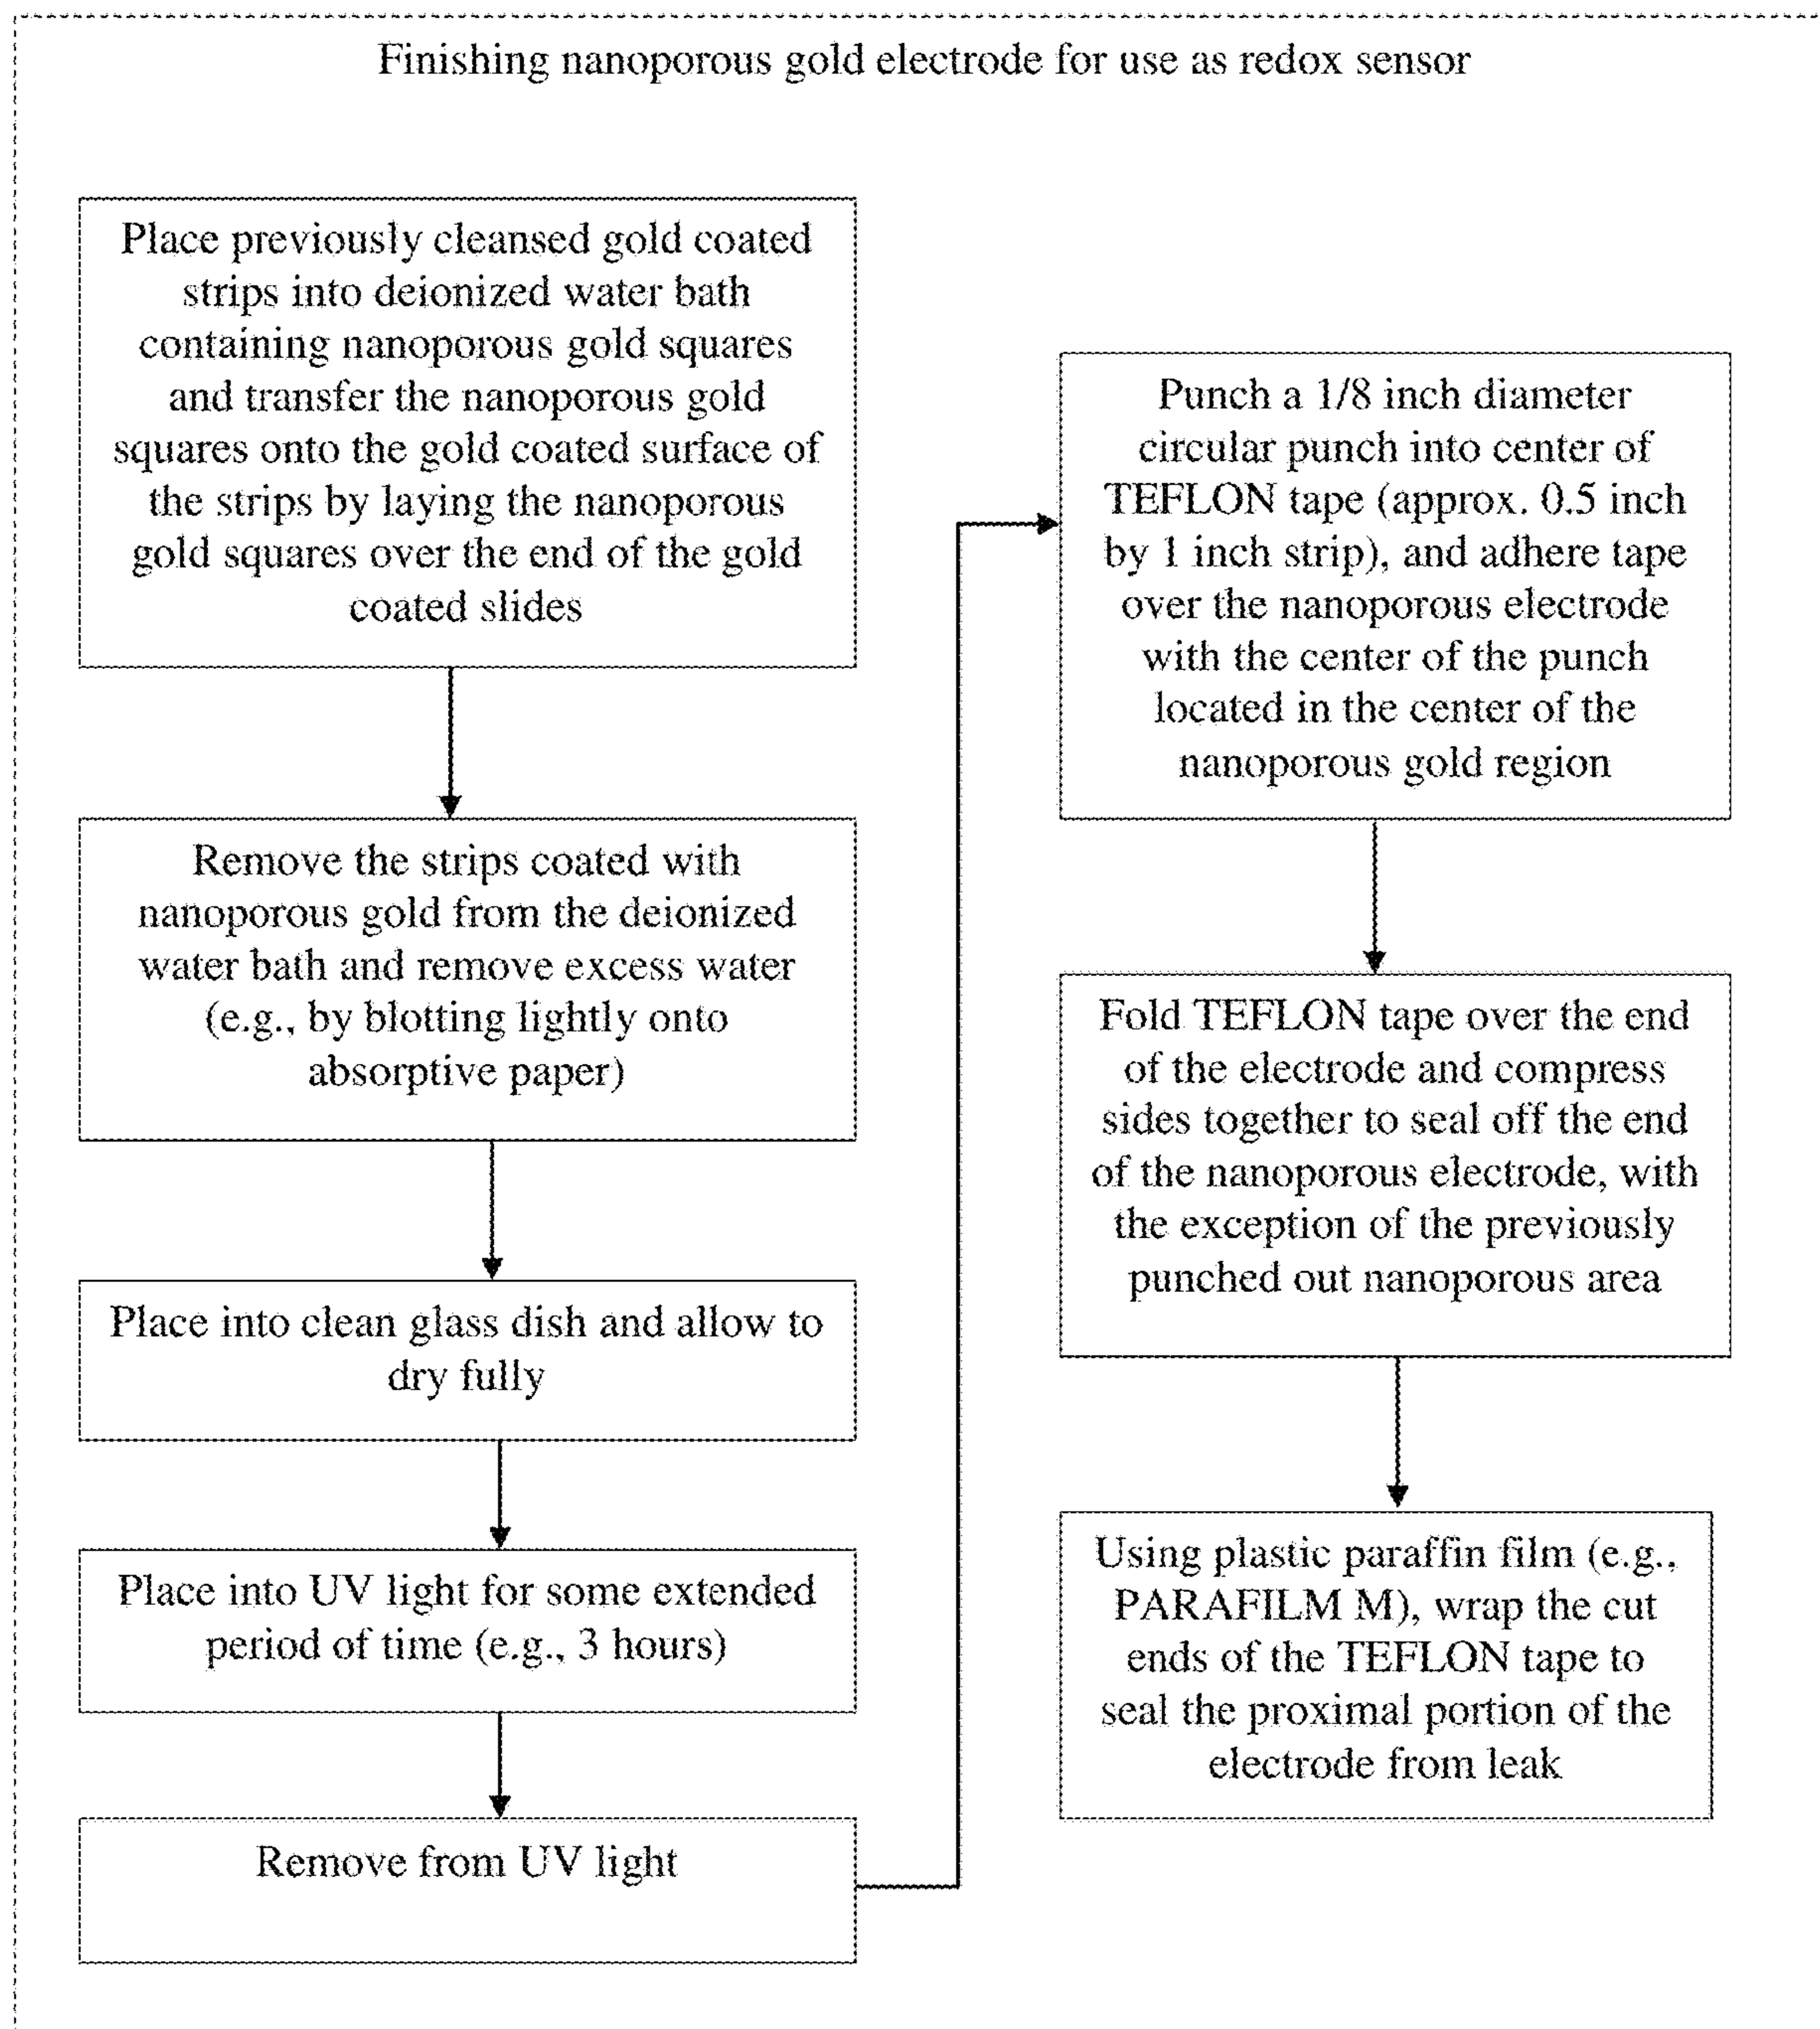 Finishing nanoporous gold electrode for use as redox sensor
Place previously cleansed gold coated
strips into deionized water bath
containing nanoporous gold squares
and transfer the nanoporous gold
squares onto the gold coated surface of
the strips by laying the nanoporous
gold squares over the end of the gold
coated slides
Remove the strips coated with
nanoporous gold from the deionized
water bath and remove excess water
(e.g., by blotting lightly onto
absorptive paper)
Place into clean glass dish and allow to
dry fully
Place into UV light for some extended
period of time (e.g., 3 hours)
Remove from UV light
Punch a 1/8 inch diameter
circular punch into center of
TEFLON tape (approx. 0.5 inch
by 1 inch strip), and adhere tape
over the nanoporous electrode
with the center of the punch
located in the center of the
nanoporous gold region
Fold TEFLON tape over the end
of the electrode and compress
sides together to seal off the end
of the nanoporous electrode, with
the exception of the previously
punched out nanoporous area
Using plastic paraffin film (e.g.,
PARAFILM M), wrap the cut
ends of the TEFLON tape to
seal the proximal portion of the
electrode from leak